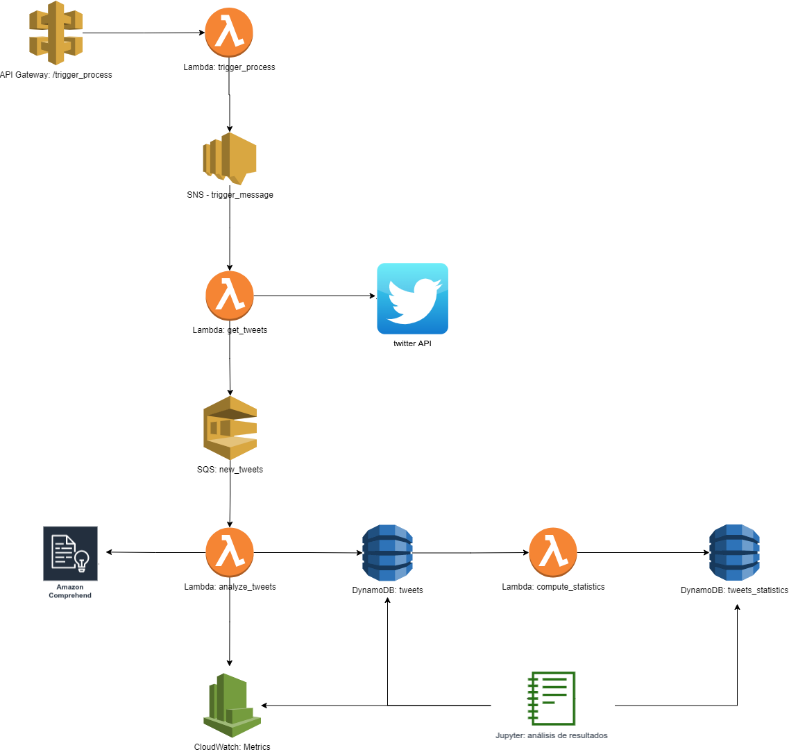 API Gateway: /trigger_process
Lambda: trigger_process
SNS - trigger_message
Lambda: get_tweets
twitter API
SQS: new_tweets
Amazon
Comprehend
Lambda: analyze_tweets
DynamoDB: tweets
Lambda: compute_statistics
DynamoDB: tweets_statistics
CloudWatch: Metrics
Jupyter: análisis de resultados